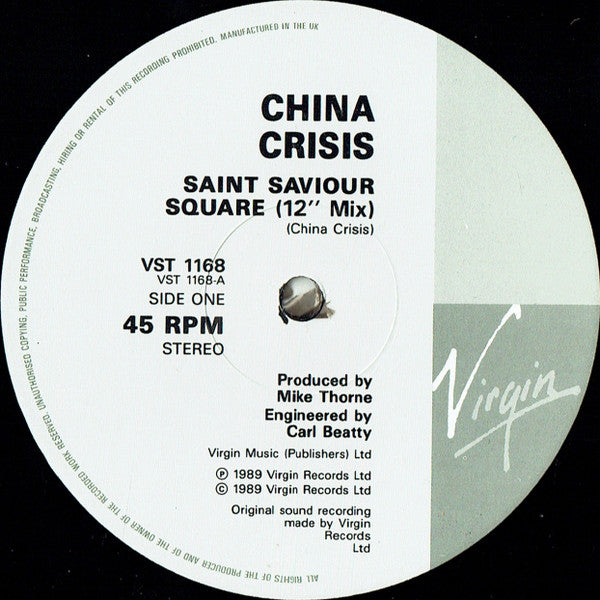 ALL RIGHTS OF THE PRODUCER AND OF THE OWNER OF THE RECORDED WORK RESERVED. UNAUTHORISED COPYING, PUBLIC PERFORMANCE, BROADCASTING, HIRING OR RENTAL OF THIS RECORDING PROHIBITED. MANUFACTURED IN THE UK
CHINA
CRISIS
SAINT SAVIOUR
SQUARE (12'' Mix)
(China Crisis)
VST 1168
VST 1168-A
SIDE ONE
45 RPM
STEREO
Virgin
Produced by
Mike Thorne
Engineered by
Carl Beatty
Virgin Music (Publishers) Ltd
℗ 1989 Virgin Records Ltd
© 1989 Virgin Records Ltd
Original sound recording
made by Virgin
Records
Ltd